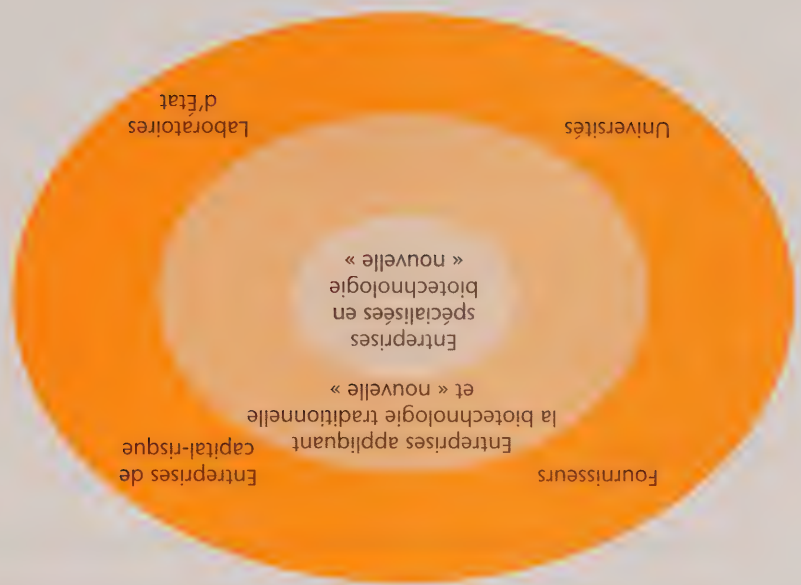 Fournisseurs
Entreprises de
capital-risque
Entreprises appliquant
la biotechnologie traditionnelle
et « nouvelle »
Entreprises
spécialisées en
biotechnologie
« nouvelle »
Universités
Laboratoires
d'État